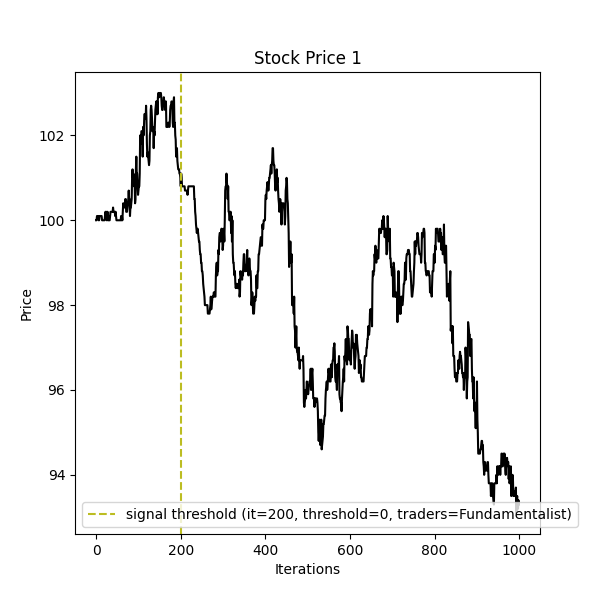 Stock Price 1
102
100
98
96
94
Price
signal threshold (it=200, threshold=0, traders=Fundamentalist)
0 200 400 600 800 1000
Iterations